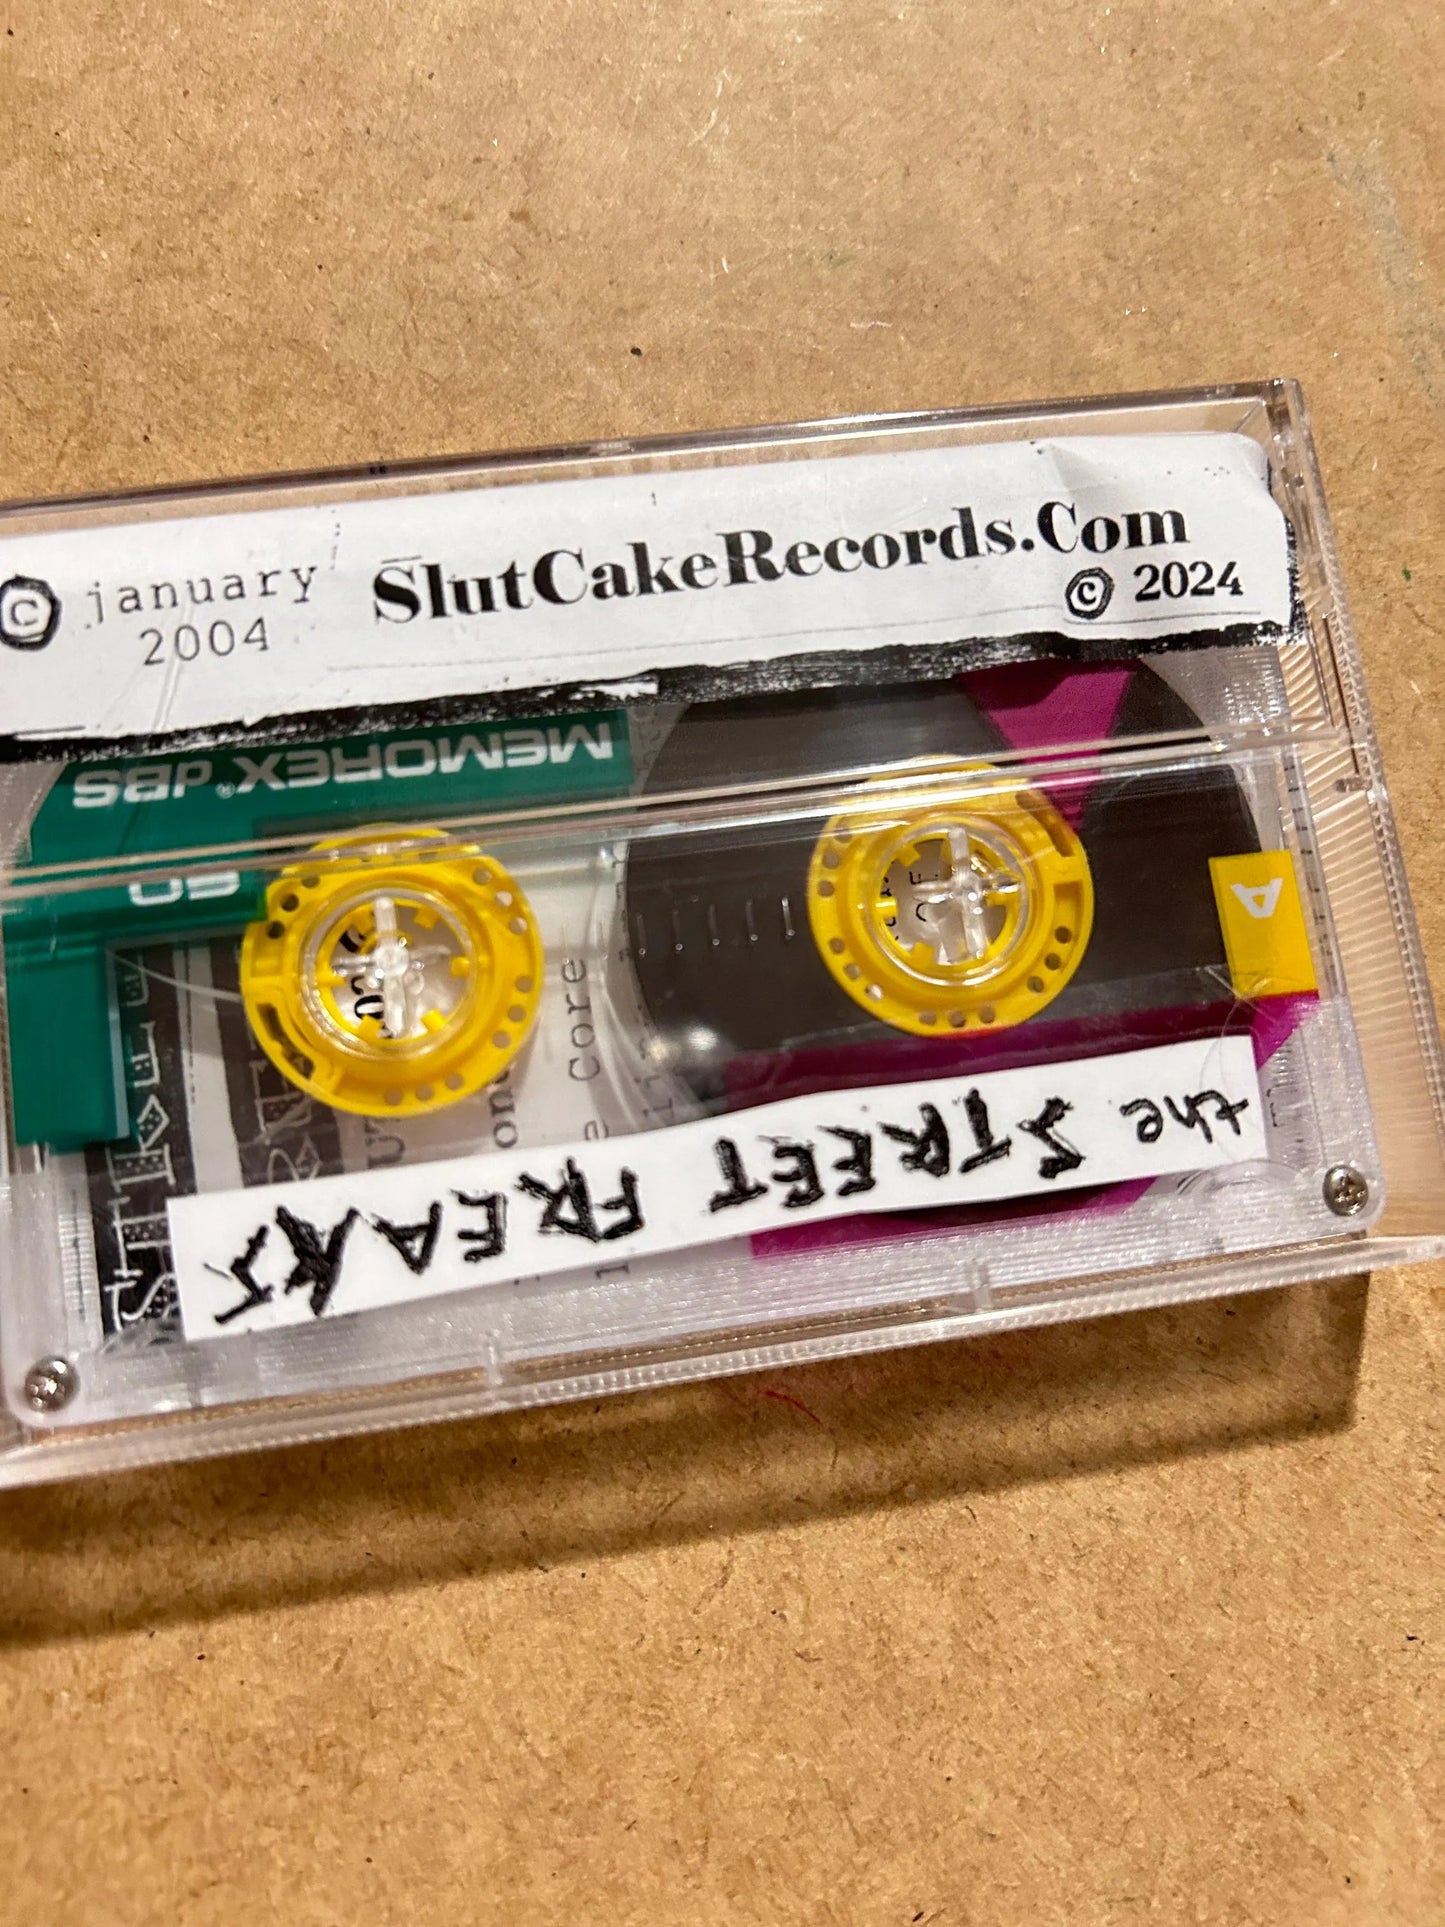 © january
2004
SlutCakeRecords.Com
© 2024
MEMOREX® dBS
60
A
the STREET FREAKS
e core